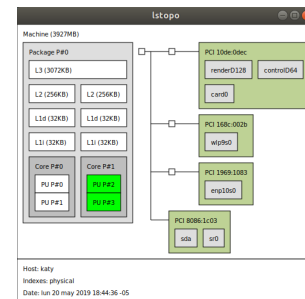 lstopo
Machine (3927MB)
Package P#0
L3 (3072KB)
L2 (256KB) L2 (256KB)
L1d (32KB) L1d (32KB)
L1i (32KB) L1i (32KB)
Core P#0 Core P#1
PU P#0 PU P#2
PU P#1 PU P#3
PCI 10de:0dec
renderD128 controlD64
card0
PCI 168c:002b
wlp9s0
PCI 1969:1083
enp10s0
PCI 8086:1c03
sda sr0
Host: katy
Indexes: physical
Date: lun 20 may 2019 18:44:36 -05